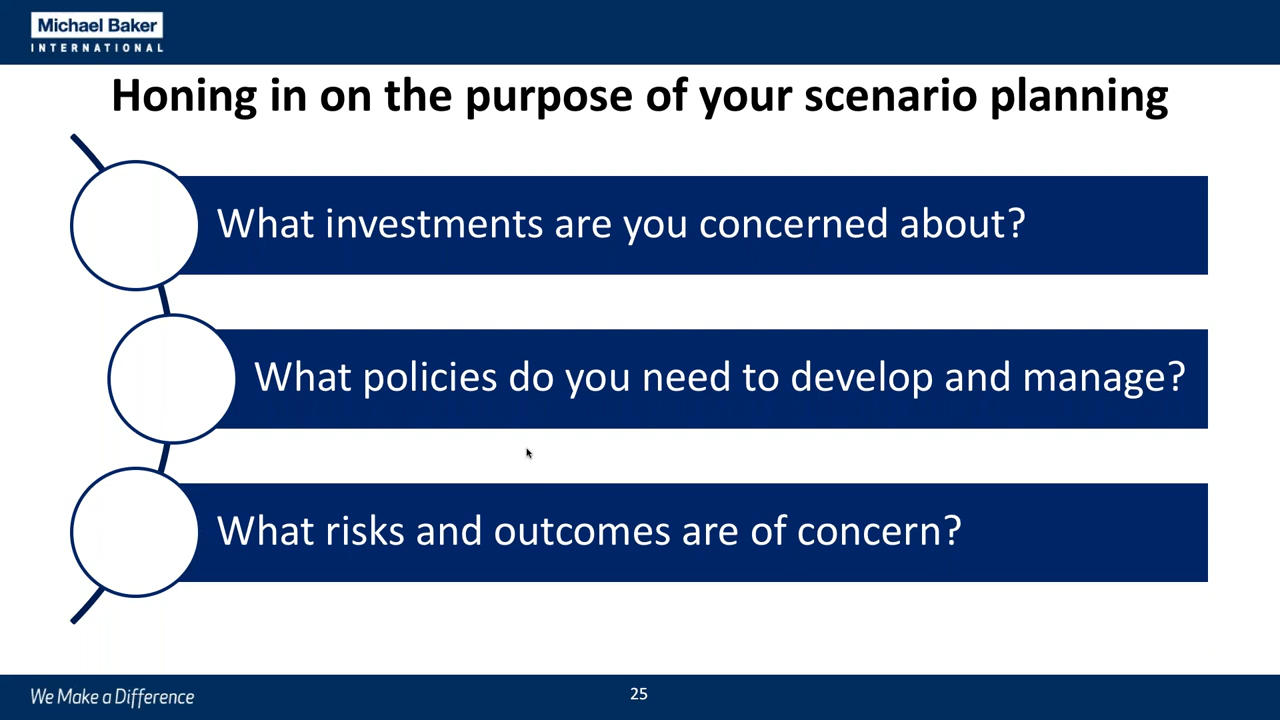 Michael Baker
INTERNATIONAL
Honing in on the purpose of your scenario planning
What investments are you concerned about?
What policies do you need to develop and manage?
What risks and outcomes are of concern?
We Make a Difference
25